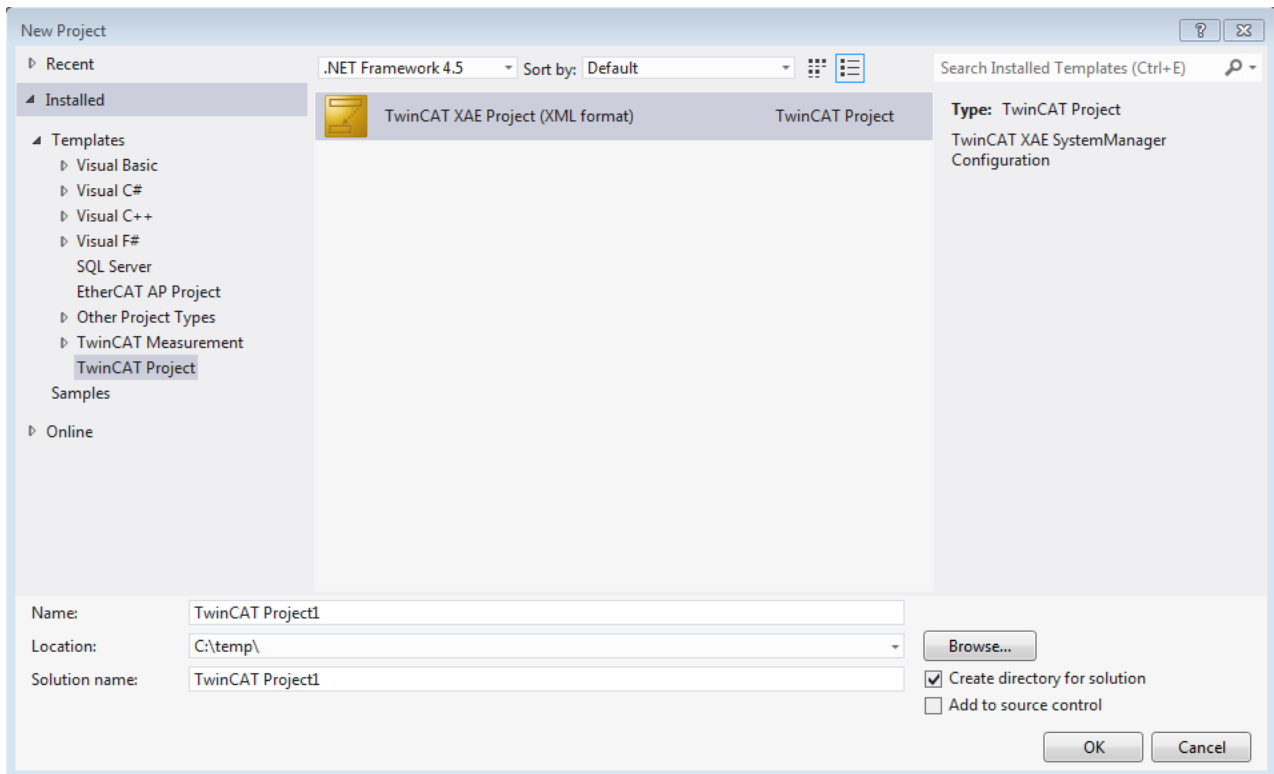 New Project
Recent
Installed
Templates
Visual Basic
Visual C#
Visual C++
Visual F#
SQL Server
EtherCAT AP Project
Other Project Types
TwinCAT Measurement
TwinCAT Project
Samples
Online
.NET Framework 4.5 Sort by: Default
TwinCAT XAE Project (XML format) TwinCAT Project
Search Installed Templates (Ctrl+E)
Type: TwinCAT Project
TwinCAT XAE SystemManager
Configuration
Name: TwinCAT Project1
Location: C:\temp\ Browse...
Solution name: TwinCAT Project1 Create directory for solution
Add to source control
OK Cancel